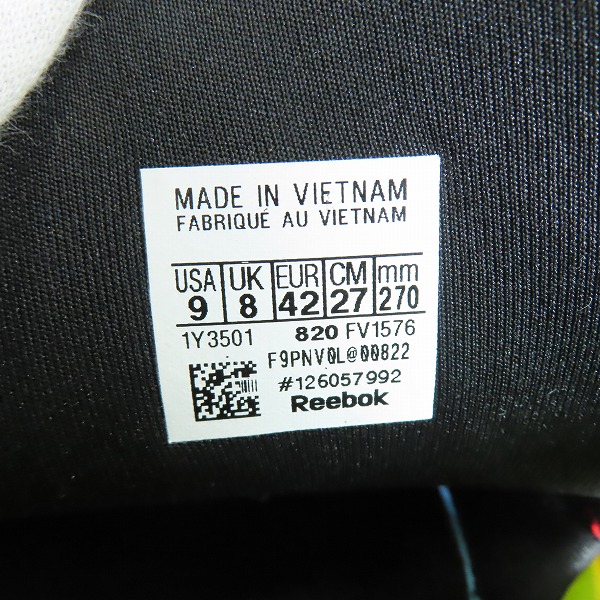 MADE IN VIETNAM
FABRIQUÉ AU VIETNAM
USA UK EUR CM mm
9 8 42 27 270
1Y3501 820 FV1576
F9PNV0L@00822
#126057992
Reebok